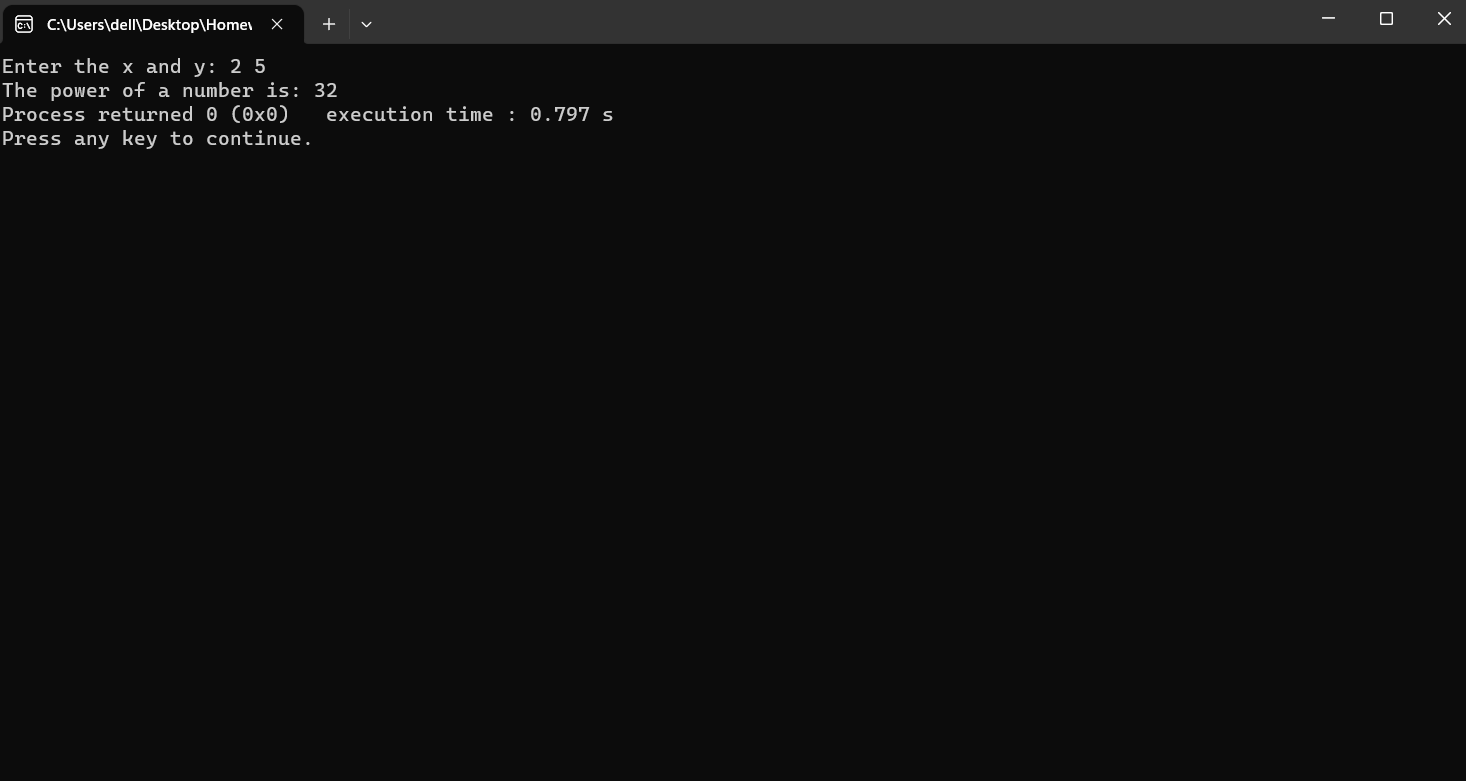 C:\Users\dell\Desktop\Home
Enter the x and y: 2 5
The power of a number is: 32
Process returned 0 (0x0)   execution time : 0.797 s
Press any key to continue.